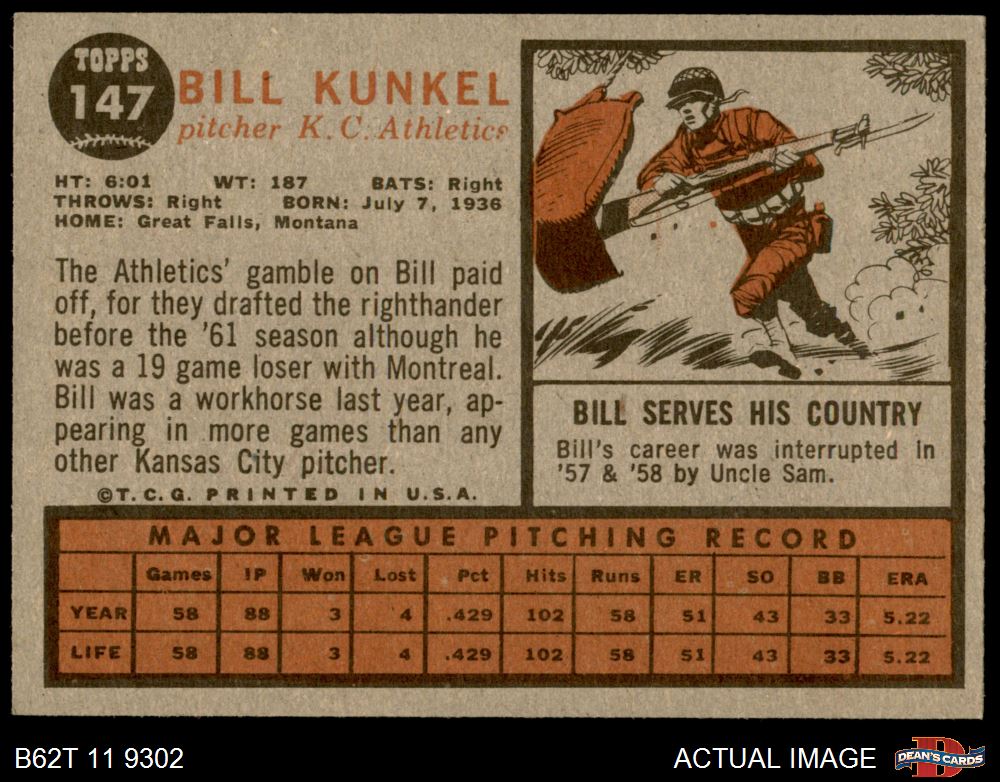 TOPPS
147
BILL KUNKEL
pitcher K. C. Athletics
HT: 6:01 WT: 187 BATS: Right
THROWS: Right BORN: July 7, 1936
HOME: Great Falls, Montana
The Athletics' gamble on Bill paid
off, for they drafted the righthander
before the '61 season although he
was a 19 game loser with Montreal.
Bill was a workhorse last year, ap-
pearing in more games than any
other Kansas City pitcher.
©T. C. G. PRINTED IN U.S.A.
BILL SERVES HIS COUNTRY
Bill's career was interrupted in
'57 & '58 by Uncle Sam.
MAJOR LEAGUE PITCHING RECORD
Games IP Won Lost Pct Hits Runs ER SO BB ERA
YEAR 58 88 3 4 .429 102 58 51 43 33 5.22
LIFE 58 88 3 4 .429 102 58 51 43 33 5.22
B62T 11 9302
ACTUAL IMAGE
D
DEAN'S CARDS